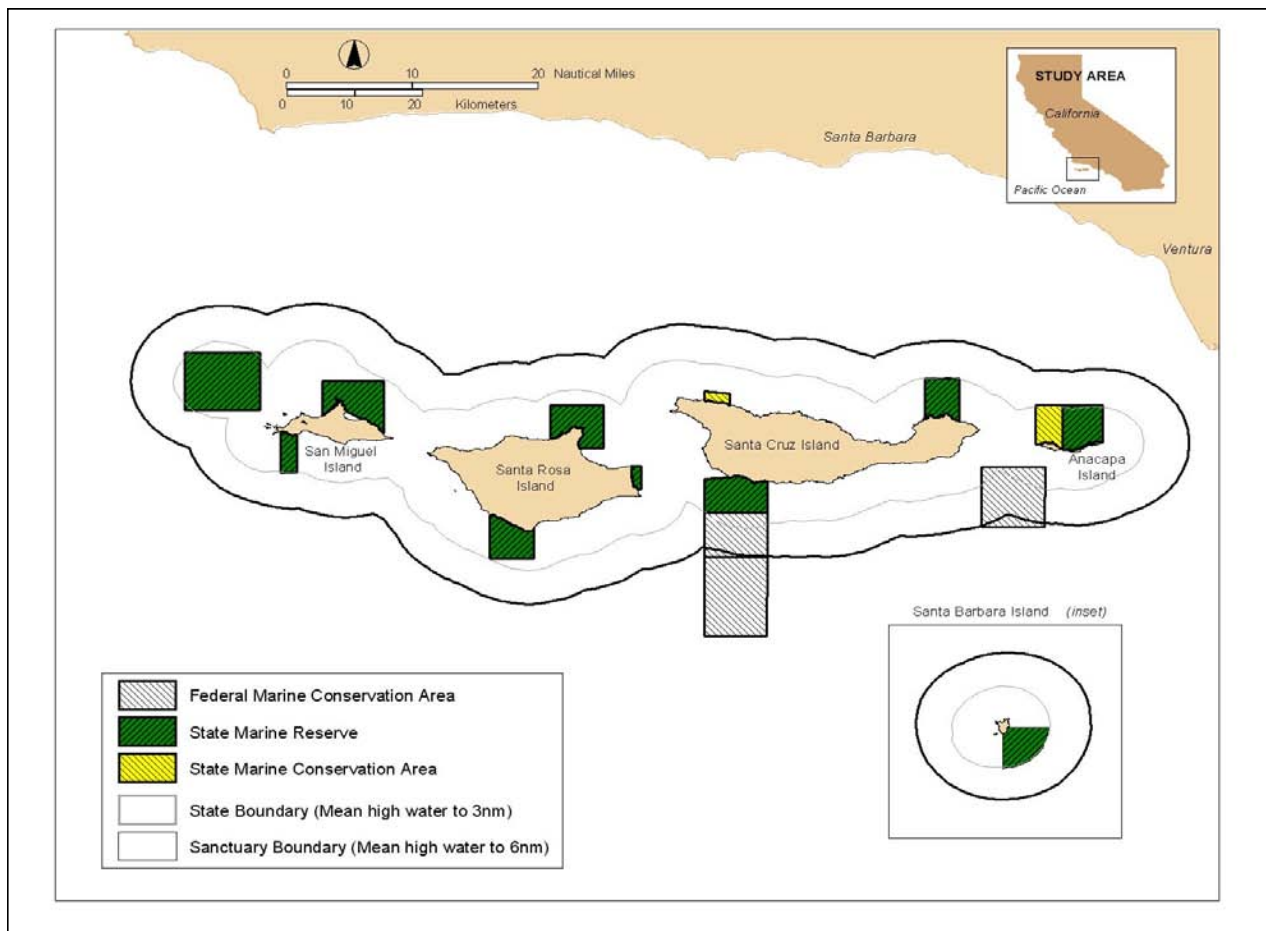 0 10 20 Nautical Miles
0 10 20 Kilometers
STUDY AREA
California
Pacific Ocean
Santa Barbara
Ventura
San Miguel
Island
Santa Rosa
Island
Santa Cruz Island
Anacapa
Island
Santa Barbara Island (inset)
Federal Marine Conservation Area
State Marine Reserve
State Marine Conservation Area
State Boundary (Mean high water to 3nm)
Sanctuary Boundary (Mean high water to 6nm)